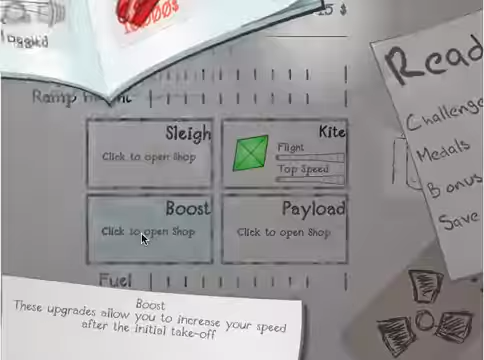 15 $
Ramp
Sleigh
Click to open Shop
Kite
Flight
Top Speed
Boost
Click to open Shop
Payload
Click to open Shop
Fuel
Boost
These upgrades allow you to increase your speed
after the initial take-off
Read
Challenge
Medals
Bonus
Save